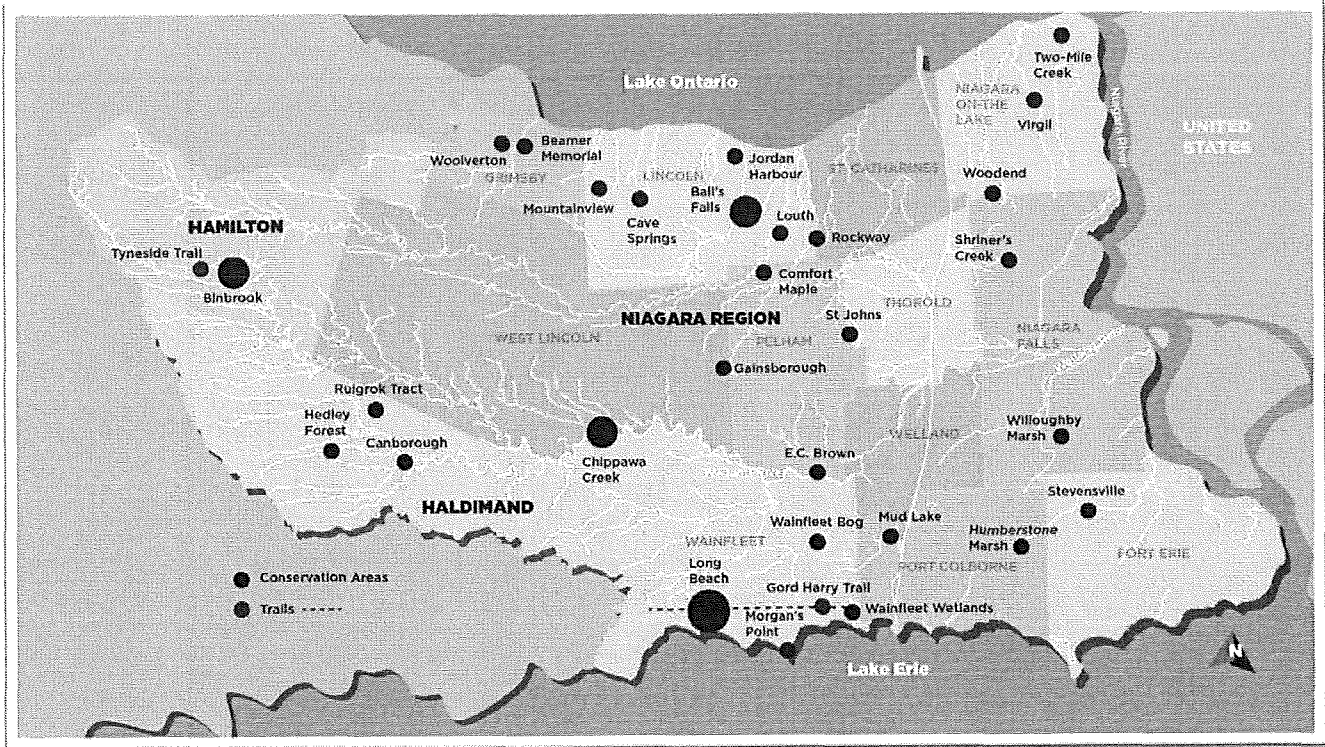 Lake Ontario
Two-Mile
Creek
NIAGARA
ON-THE
LAKE
Virgil
Niagara River
UNITED
STATES
Woolverton
Beamer
Memorial
GRIMSBY
LINCOLN
Jordan
Harbour
ST. CATHARINES
Woodend
Mountainview
Cave
Springs
Ball's
Falls
Louth
Rockway
HAMILTON
Tyneside Trail
Binbrook
Shriner's
Creek
Comfort
Maple
THOROLD
NIAGARA REGION
St Johns
WEST LINCOLN
PELHAM
NIAGARA
FALLS
Gainsborough
Ruigrok Tract
Hedley
Forest
Canborough
Chippawa
Creek
WELLAND
Willoughby
Marsh
E.C. Brown
HALDIMAND
Stevensville
Wainfleet Bog
Mud Lake
Humberstone
Marsh
WAINFLEET
PORT COLBORNE
FORT ERIE
Long
Beach
Gord Harry Trail
Wainfleet Wetlands
Morgan's
Point
Conservation Areas
Trails
Lake Erie
N